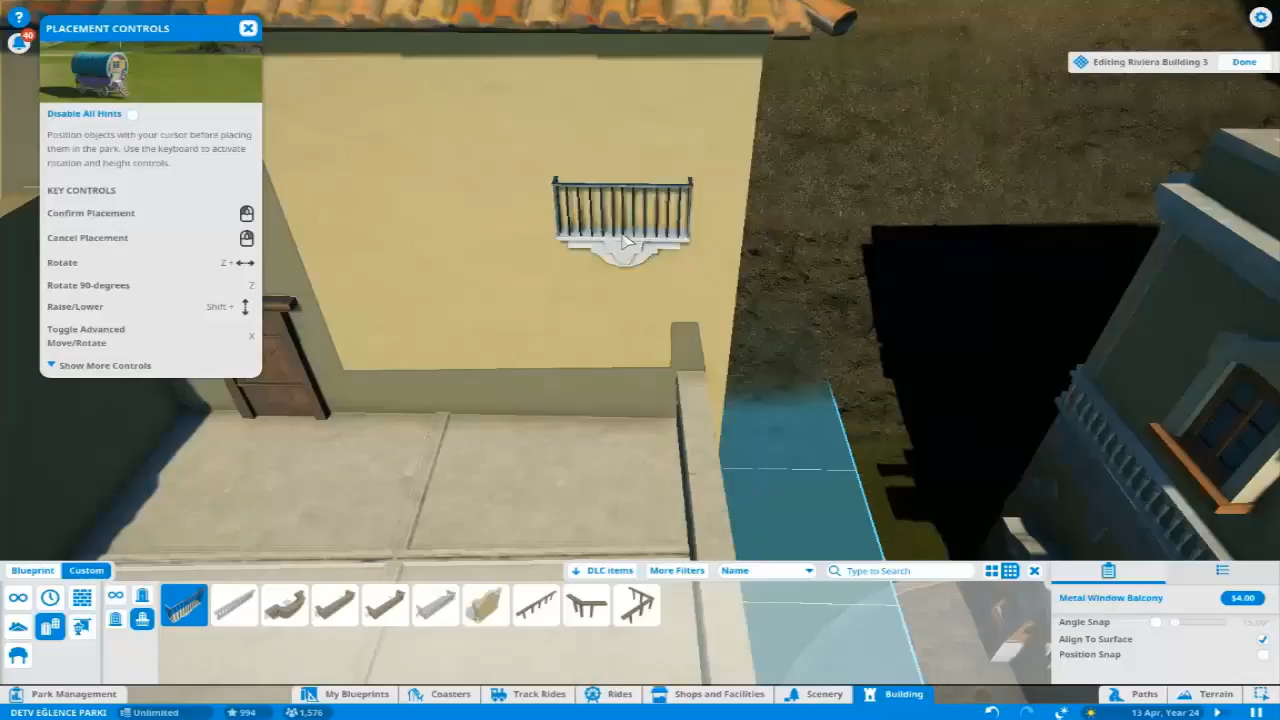 ?
40
PLACEMENT CONTROLS
Disable All Hints
Position objects with your cursor before placing
them in the park. Use the keyboard to activate
rotation and height controls.
KEY CONTROLS
Confirm Placement
Cancel Placement
Rotate Z +
Rotate 90-degrees Z
Raise/Lower Shift +
Toggle Advanced
Move/Rotate X
Show More Controls
Editing Riviera Building 3 Done
Blueprint Custom
DLC Items More Filters Name Type to Search
Metal Window Balcony $4.00
Angle Snap 15.00°
Align To Surface
Position Snap
Park Management My Blueprints Coasters Track Rides Rides Shops and Facilities Scenery Building Paths Terrain
DETV EĞLENCE PARKI Unlimited 994 1,576 13 Apr, Year 24